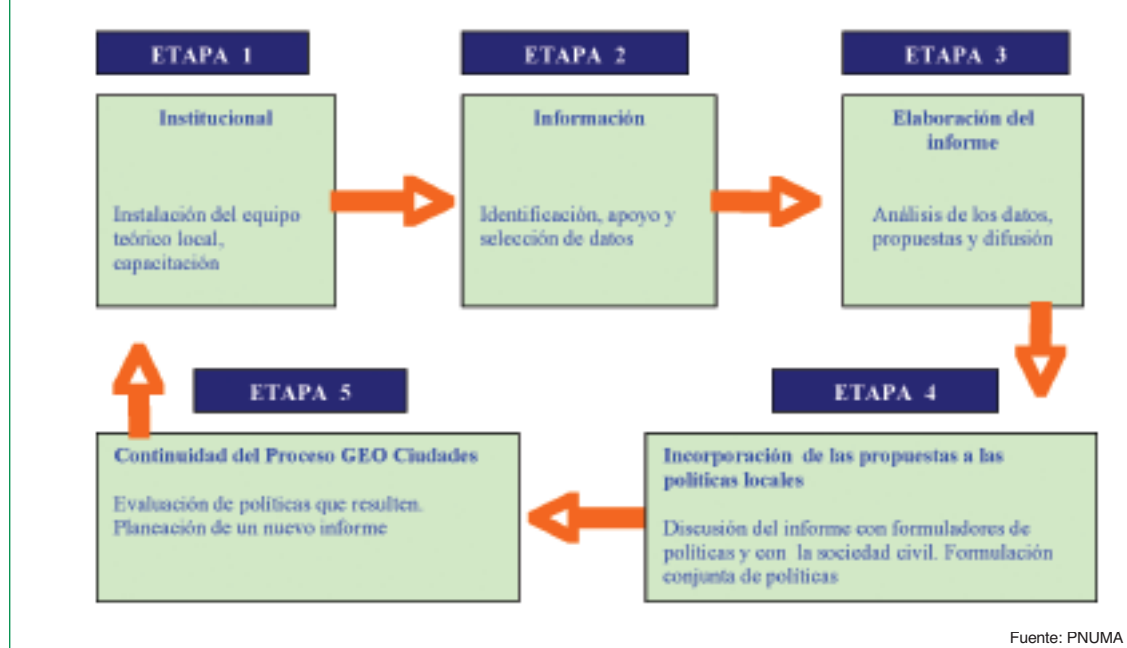 ETAPA 1
Institucional
Instalación del equipo
teórico local,
capacitación
ETAPA 2
Información
Identificación, apoyo y
selección de datos
ETAPA 3
Elaboración del
informe
Análisis de los datos,
propuestas y difusión
ETAPA 4
Incorporación de las propuestas a las
políticas locales
Discusión del informe con formuladores de
políticas y con la sociedad civil. Formulación
conjunta de políticas
ETAPA 5
Continuidad del Proceso GEO Ciudades
Evaluación de políticas que resulten.
Planeación de un nuevo informe
Fuente: PNUMA